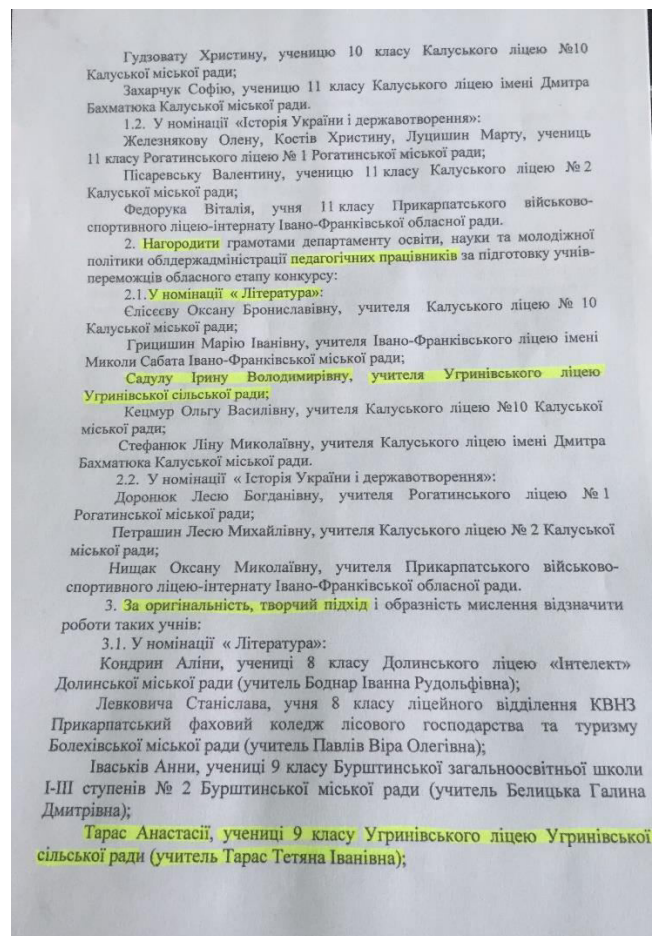 Гудзовату Христину, ученицю 10 класу Калуського ліцею №10
Калуської міської ради;
Захарчук Софію, ученицю 11 класу Калуського ліцею імені Дмитра
Бахматюка Калуської міської ради.
1.2. У номінації «Історія України і державотворення»:
Железнякову Олену, Костів Христину, Луцишин Марту, учениць
11 класу Рогатинського ліцею № 1 Рогатинської міської ради;
Пісаревську Валентину, ученицю 11 класу Калуського ліцею № 2
Калуської міської ради;
Федорука Віталія, учня 11 класу Прикарпатського військово-
спортивного ліцею-інтернату Івано-Франківської обласної ради.
2. Нагородити грамотами департаменту освіти, науки та молодіжної
політики облдержадміністрації педагогічних працівників за підготовку учнів-
переможців обласного етапу конкурсу:
2.1. У номінації « Література»:
Єлісєєву Оксану Брониславівну, учителя Калуського ліцею № 10
Калуської міської ради;
Грицишин Марію Іванівну, учителя Івано-Франківського ліцею імені
Миколи Сабата Івано-Франківської міської ради;
Садулу Ірину Володимирівну, учителя Угринівського ліцею
Угринівської сільської ради;
Кецмур Ольгу Василівну, учителя Калуського ліцею №10 Калуської
міської ради;
Стефанюк Ліну Миколаївну, учителя Калуського ліцею імені Дмитра
Бахматюка Калуської міської ради.
2.2. У номінації « Історія України і державотворення»:
Доронюк Лесю Богданівну, учителя Рогатинського ліцею № 1
Рогатинської міської ради;
Петрашин Лесю Михайлівну, учителя Калуського ліцею № 2 Калуської
міської ради;
Нищак Оксану Миколаївну, учителя Прикарпатського військово-
спортивного ліцею-інтернату Івано-Франківської обласної ради.
3. За оригінальність, творчий підхід і образність мислення відзначити
роботи таких учнів:
3.1. У номінації « Література»:
Кондрин Аліни, учениці 8 класу Долинського ліцею «Інтелект»
Долинської міської ради (учитель Боднар Іванна Рудольфівна);
Левковича Станіслава, учня 8 класу ліцейного відділення КВНЗ
Прикарпатський фаховий коледж лісового господарства та туризму
Болехівської міської ради (учитель Павлів Віра Олегівна);
Іваськів Анни, учениці 9 класу Бурштинської загальноосвітньої школи
І-ІІІ ступенів № 2 Бурштинської міської ради (учитель Белицька Галина
Дмитрівна);
Тарас Анастасії, учениці 9 класу Угринівського ліцею Угринівської
сільської ради (учитель Тарас Тетяна Іванівна);